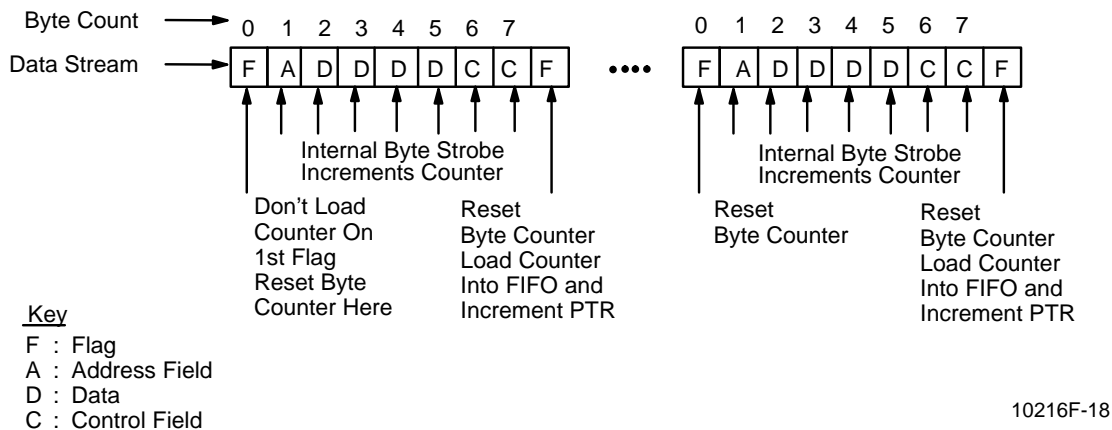 Byte Count 0 1 2 3 4 5 6 7 0 1 2 3 4 5 6 7
Data Stream F A D D D D C C F •••• F A D D D D C C F
Internal Byte Strobe
Increments Counter
Internal Byte Strobe
Increments Counter
Don't Load
Counter On
1st Flag
Reset Byte
Counter Here
Reset
Byte Counter
Load Counter
Into FIFO and
Increment PTR
Reset
Byte Counter
Reset
Byte Counter
Load Counter
Into FIFO and
Increment PTR
Key
F : Flag
A : Address Field
D : Data
C : Control Field
10216F-18